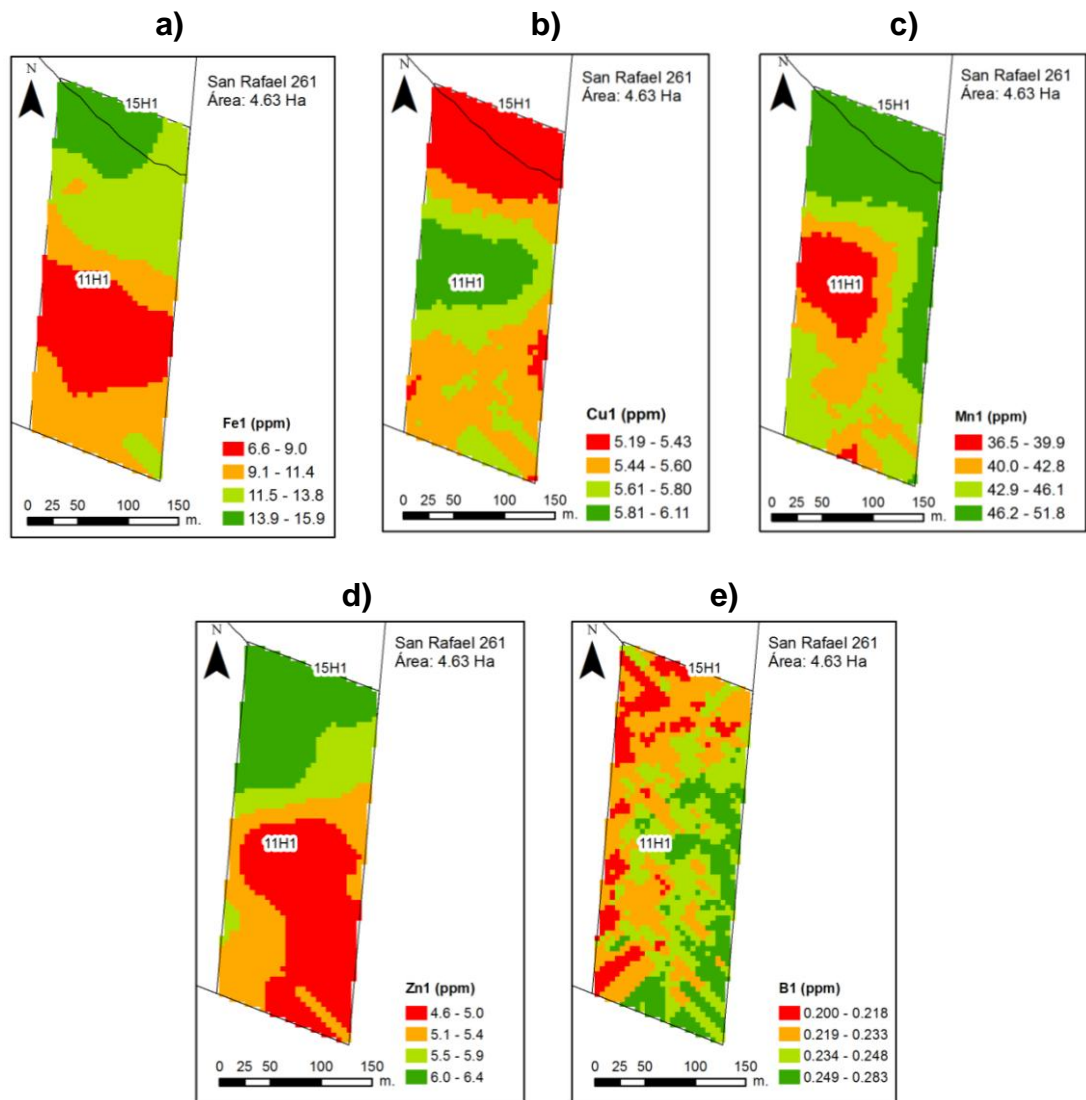 a)
N
San Rafael 261
Área: 4.63 Ha
15H1
11H1
Fe1 (ppm)
6.6 - 9.0
9.1 - 11.4
11.5 - 13.8
13.9 - 15.9
0 25 50 100 150
m.
b)
N
San Rafael 261
Área: 4.63 Ha
15H1
11H1
Cu1 (ppm)
5.19 - 5.43
5.44 - 5.60
5.61 - 5.80
5.81 - 6.11
0 25 50 100 150
m.
c)
N
San Rafael 261
Área: 4.63 Ha
15H1
11H1
Mn1 (ppm)
36.5 - 39.9
40.0 - 42.8
42.9 - 46.1
46.2 - 51.8
0 25 50 100 150
m.
d)
N
San Rafael 261
Área: 4.63 Ha
15H1
11H1
Zn1 (ppm)
4.6 - 5.0
5.1 - 5.4
5.5 - 5.9
6.0 - 6.4
0 25 50 100 150
m.
e)
N
San Rafael 261
Área: 4.63 Ha
15H1
11H1
B1 (ppm)
0.200 - 0.218
0.219 - 0.233
0.234 - 0.248
0.249 - 0.283
0 25 50 100 150
m.